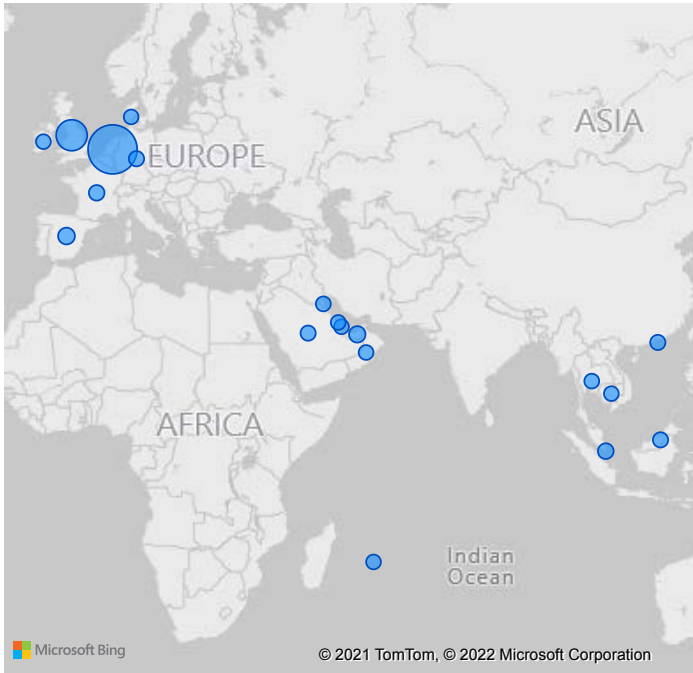 ASIA
EUROPE
AFRICA
Indian
Ocean
Microsoft Bing
© 2021 TomTom, © 2022 Microsoft Corporation